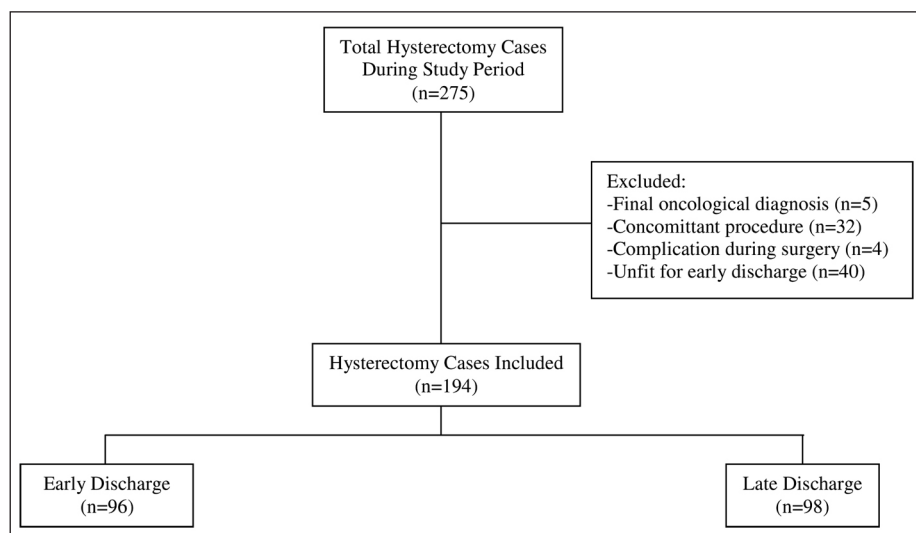 Total Hysterectomy Cases
During Study Period
(n=275)
Excluded:
-Final oncological diagnosis (n=5)
-Concomittant procedure (n=32)
-Complication during surgery (n=4)
-Unfit for early discharge (n=40)
Hysterectomy Cases Included
(n=194)
Early Discharge
(n=96)
Late Discharge
(n=98)